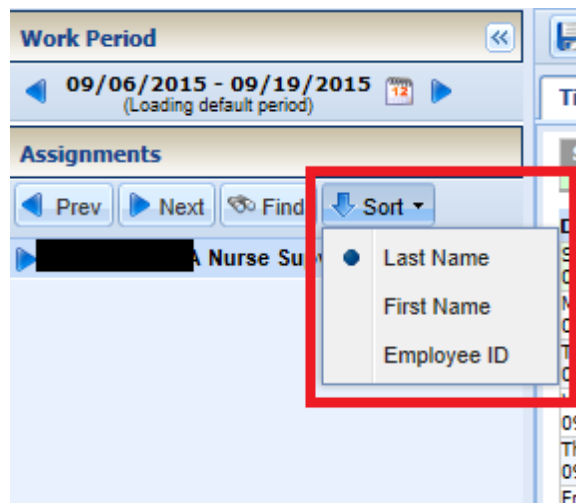 Work Period
09/06/2015 - 09/19/2015
12
(Loading default period)
Assignments
Prev Next Find Sort
A Nurse
Last Name
First Name
Employee ID